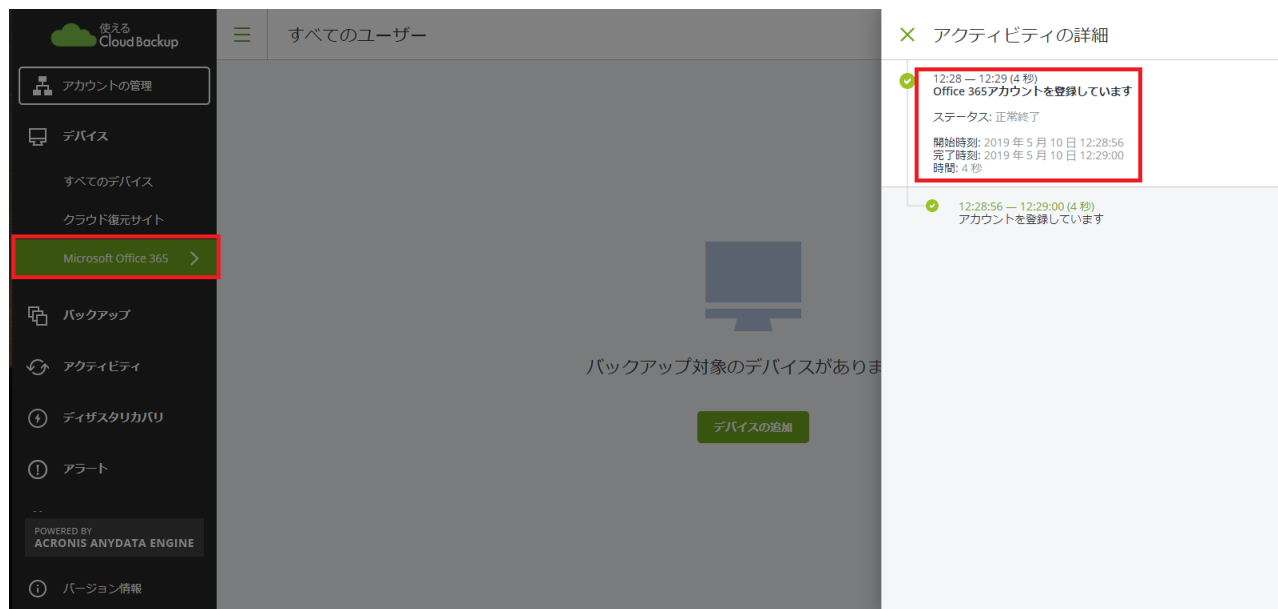 使える
Cloud Backup
アカウントの管理
デバイス
すべてのデバイス
クラウド復元サイト
Microsoft Office 365
バックアップ
アクティビティ
ディザスタリカバリ
アラート
POWERED BY
ACRONIS ANYDATA ENGINE
バージョン情報
すべてのユーザー
バックアップ対象のデバイスがありま
デバイスの追加
アクティビティの詳細
12:28 — 12:29 (4 秒)
Office 365アカウントを登録しています
ステータス: 正常終了
開始時刻: 2019 年 5 月 10 日 12:28:56
完了時刻: 2019 年 5 月 10 日 12:29:00
時間: 4 秒
12:28:56 — 12:29:00 (4 秒)
アカウントを登録しています